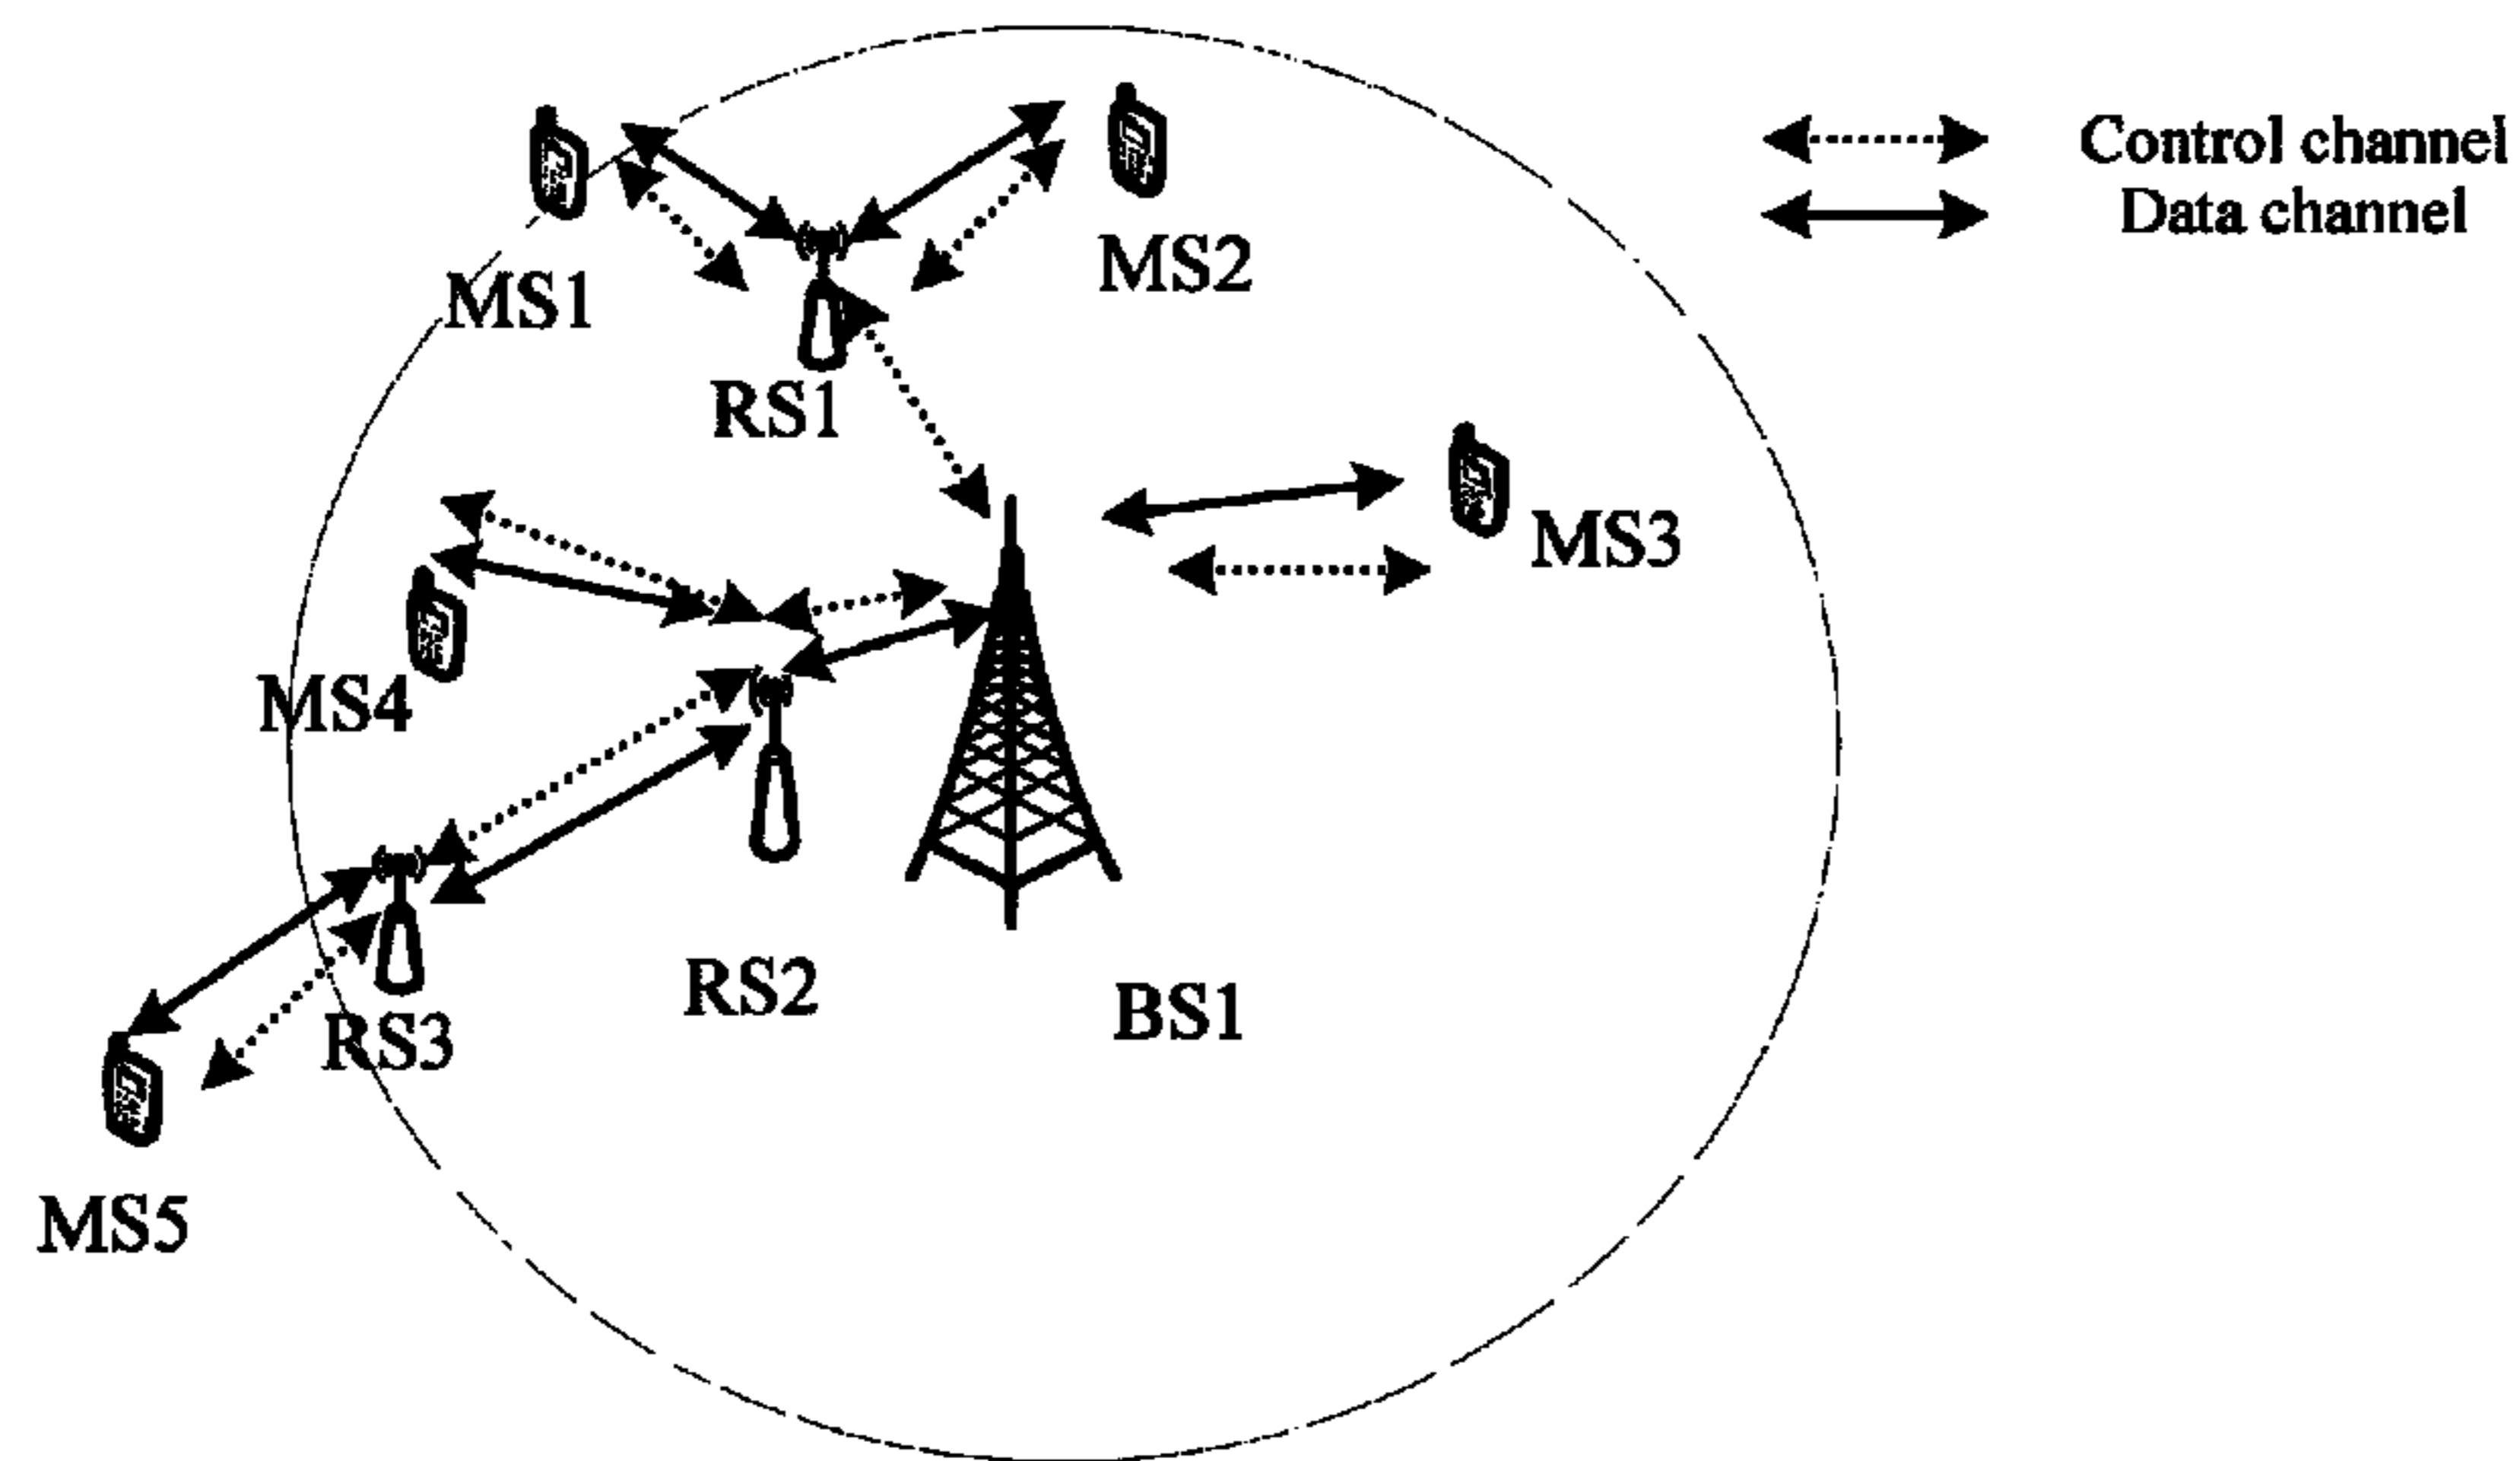 Control channel
Data channel
MS1
MS2
RS1
MS3
MS4
RS2
BS1
RS3
MS5